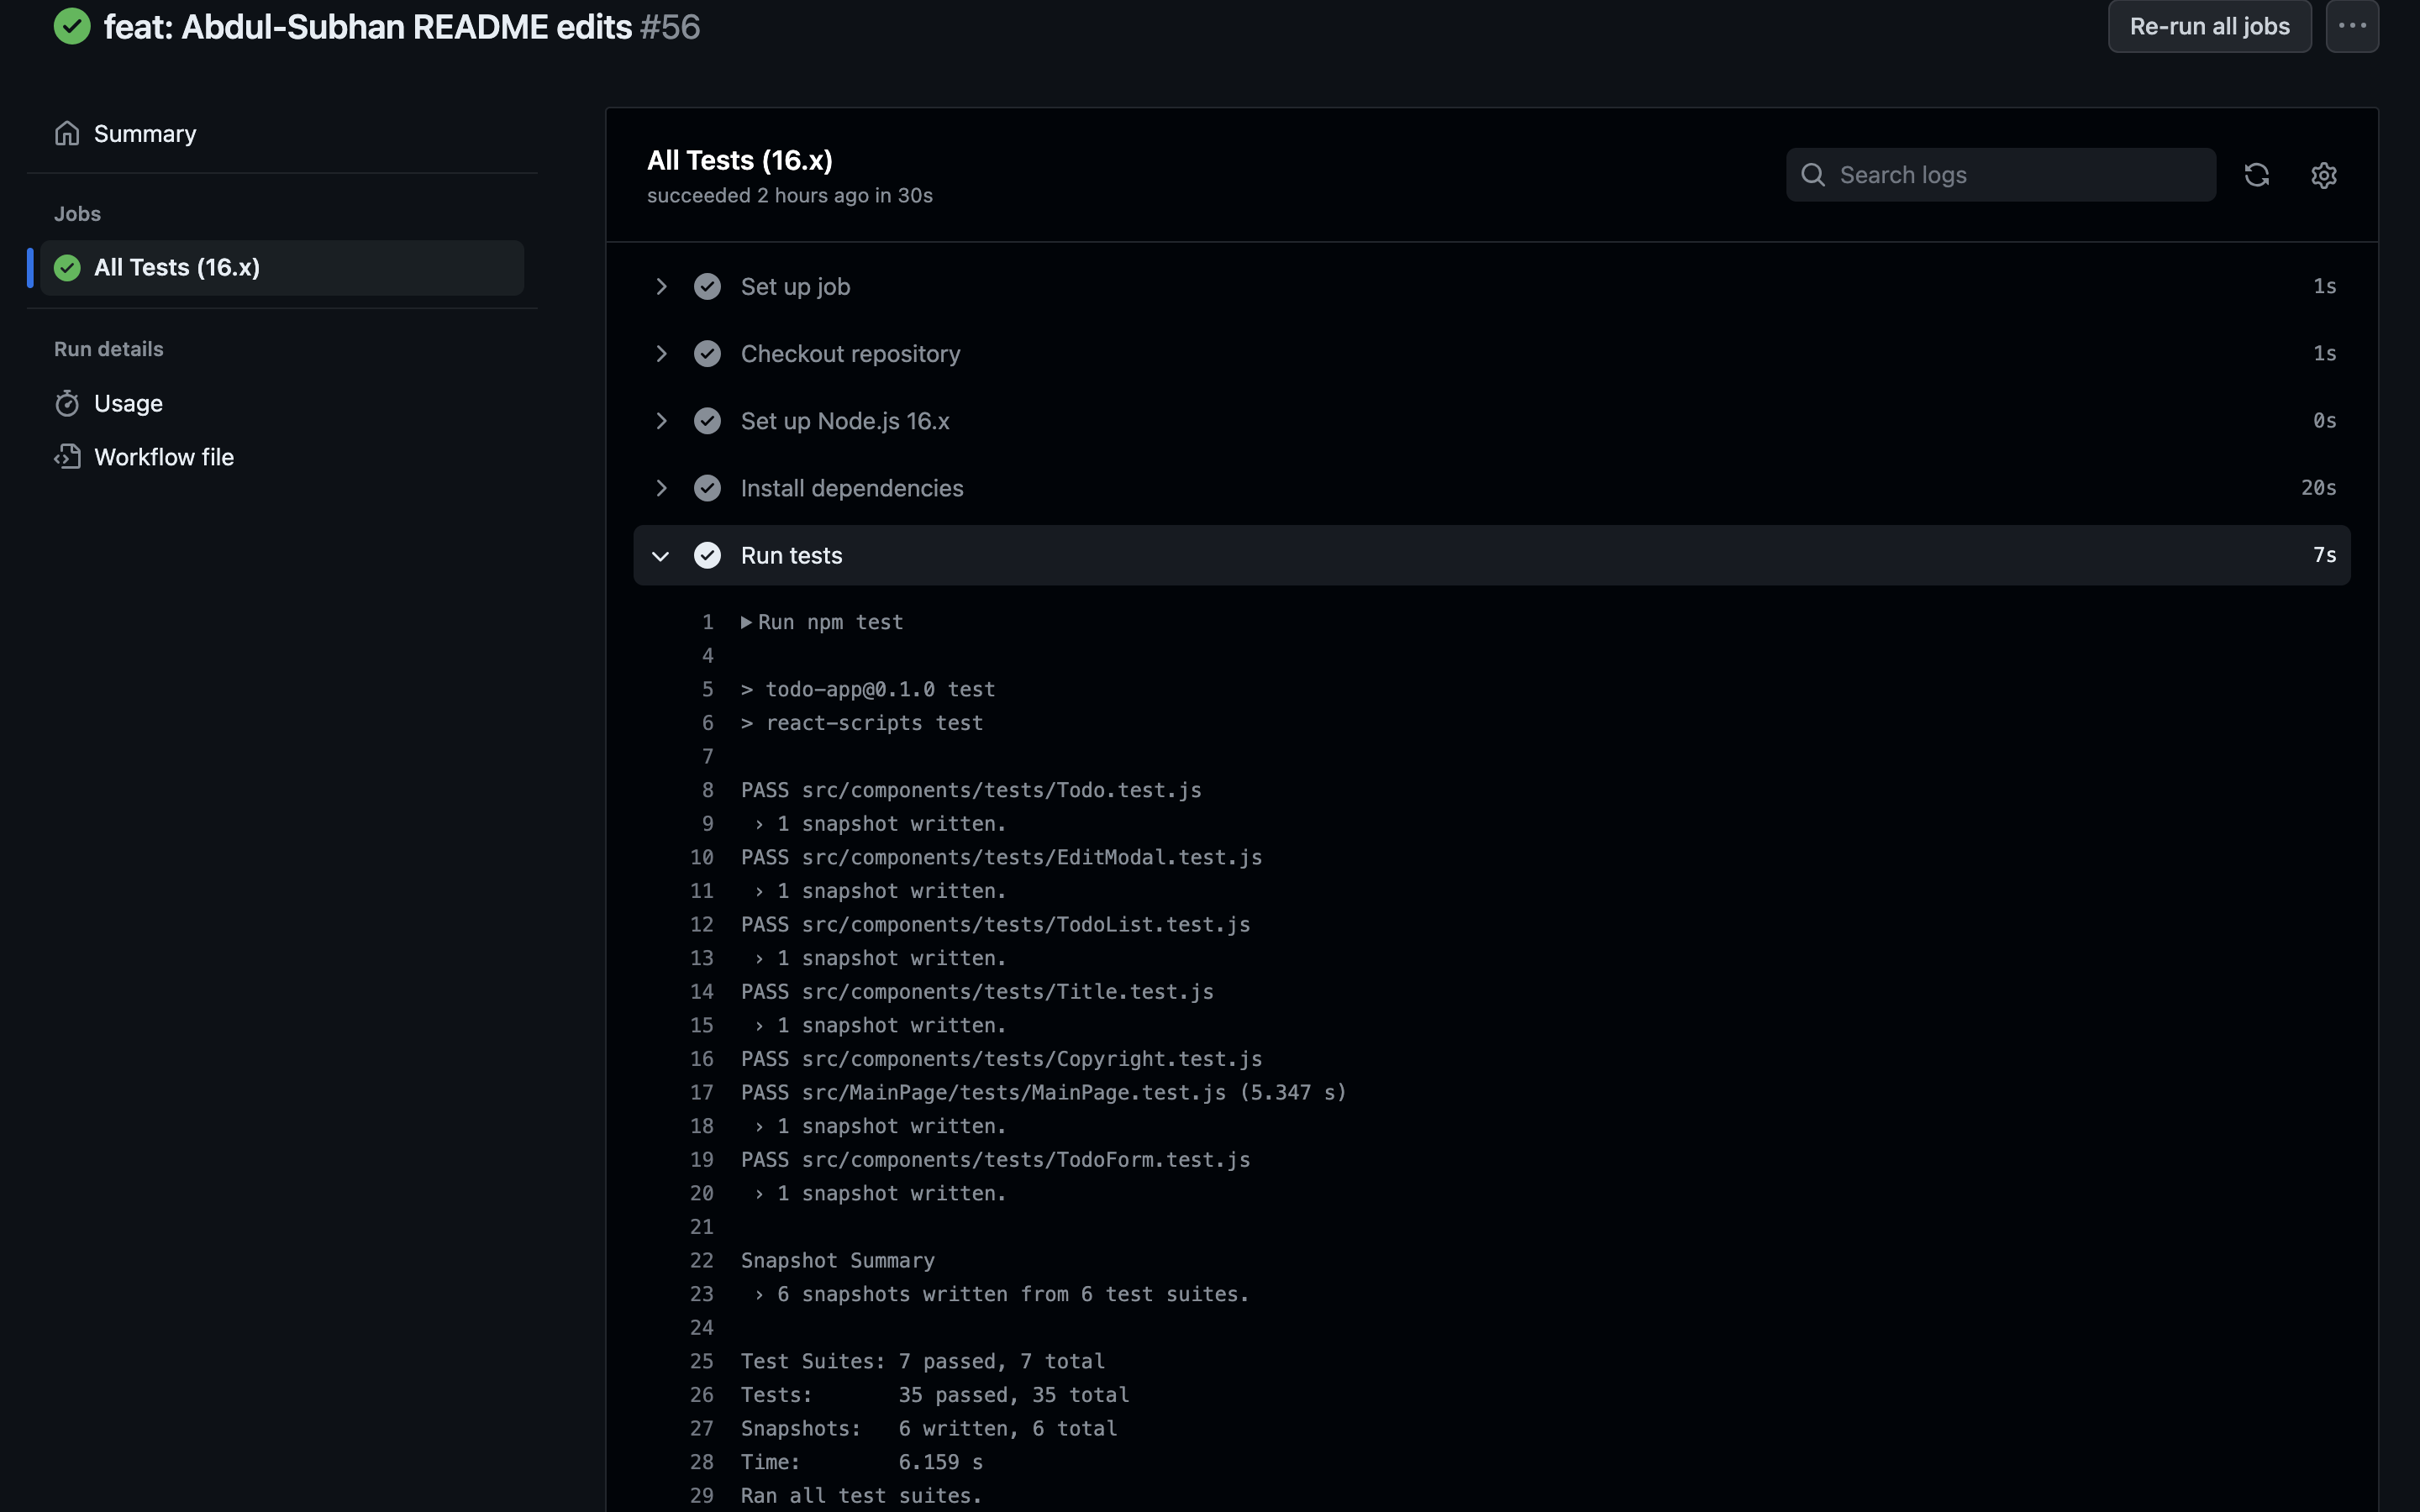 feat: Abdul-Subhan README edits #56
Re-run all jobs
Summary
Jobs
All Tests (16.x)
Run details
Usage
Workflow file
All Tests (16.x)
succeeded 2 hours ago in 30s
Search logs
Set up job 1s
Checkout repository 1s
Set up Node.js 16.x 0s
Install dependencies 20s
Run tests 7s
1 ▶Run npm test
4
5 > todo-app@0.1.0 test
6 > react-scripts test
7
8 PASS src/components/tests/Todo.test.js
9 › 1 snapshot written.
10 PASS src/components/tests/EditModal.test.js
11 › 1 snapshot written.
12 PASS src/components/tests/TodoList.test.js
13 › 1 snapshot written.
14 PASS src/components/tests/Title.test.js
15 › 1 snapshot written.
16 PASS src/components/tests/Copyright.test.js
17 PASS src/MainPage/tests/MainPage.test.js (5.347 s)
18 › 1 snapshot written.
19 PASS src/components/tests/TodoForm.test.js
20 › 1 snapshot written.
21
22 Snapshot Summary
23 › 6 snapshots written from 6 test suites.
24
25 Test Suites: 7 passed, 7 total
26 Tests: 35 passed, 35 total
27 Snapshots: 6 written, 6 total
28 Time: 6.159 s
29 Ran all test suites.